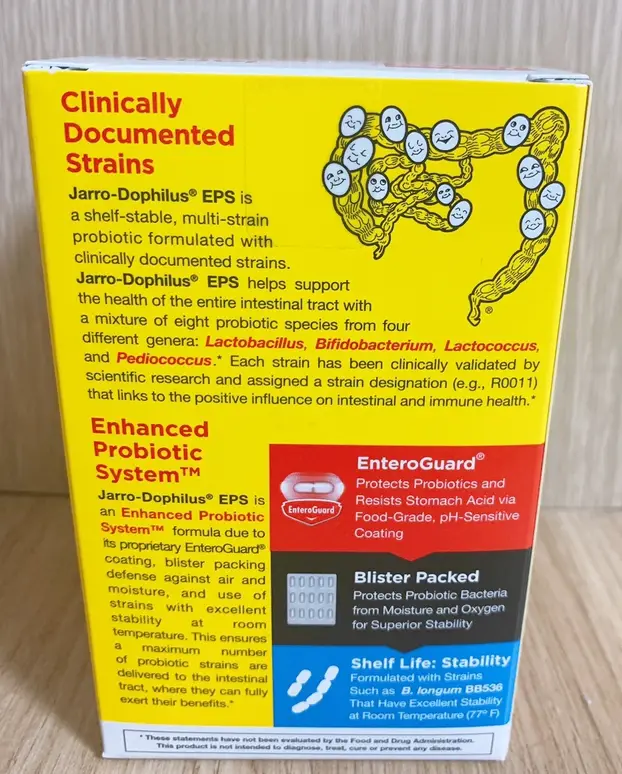 Clinically
Documented
Strains
Jarro-Dophilus® EPS is
a shelf-stable, multi-strain
probiotic formulated with
clinically documented strains.
Jarro-Dophilus® EPS helps support
the health of the entire intestinal tract with
a mixture of eight probiotic species from four
different genera: Lactobacillus, Bifidobacterium, Lactococcus,
and Pediococcus.* Each strain has been clinically validated by
scientific research and assigned a strain designation (e.g., R0011)
that links to the positive influence on intestinal and immune health.*
®
Enhanced
Probiotic
System™
Jarro-Dophilus® EPS is
an Enhanced Probiotic
System™ formula due to
its proprietary EnteroGuard®
coating, blister packing
defense against air and
moisture, and use of
strains with excellent
stability at room
temperature. This ensures
a maximum number
of probiotic strains are
delivered to the intestinal
tract, where they can fully
exert their benefits.*
EnteroGuard®
Protects Probiotics and
Resists Stomach Acid via
Food-Grade, pH-Sensitive
Coating
EnteroGuard®
Blister Packed
Protects Probiotic Bacteria
from Moisture and Oxygen
for Superior Stability
Shelf Life: Stability
Formulated with Strains
Such as B. longum BB536
That Have Excellent Stability
at Room Temperature (77º F)
* These statements have not been evaluated by the Food and Drug Administration.
This product is not intended to diagnose, treat, cure or prevent any disease.